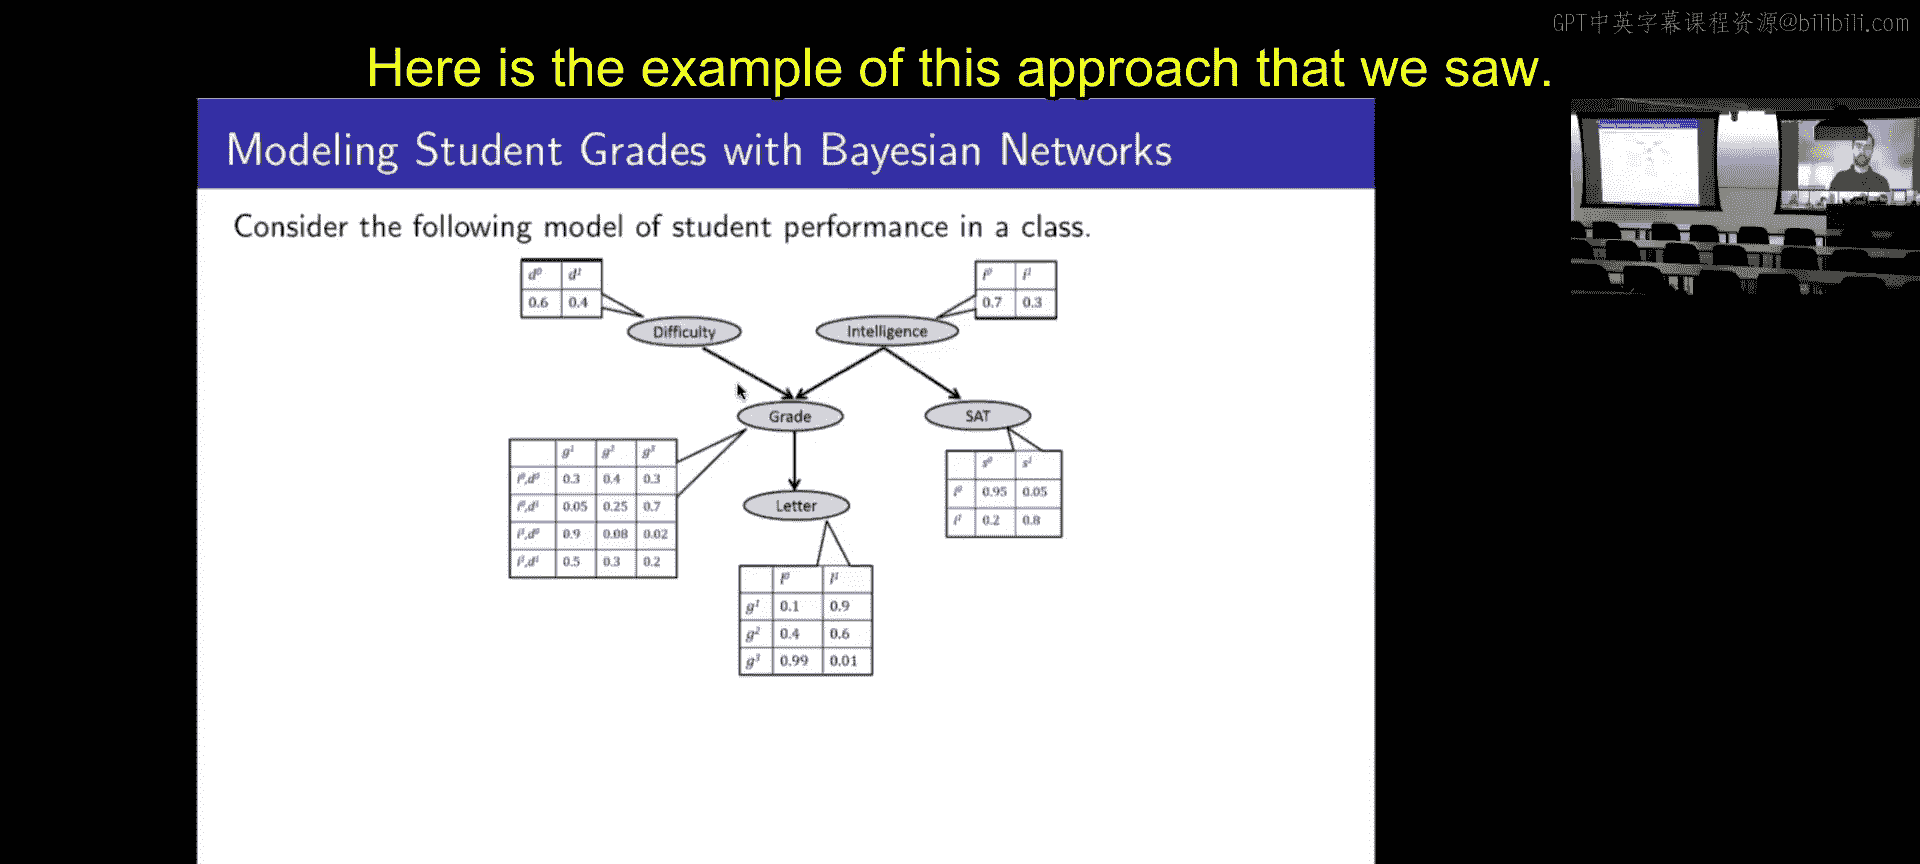 GPT中英字幕课程资源@bilibili.com
Here is the example of this approach that we saw.
Modeling Student Grades with Bayesian Networks
Consider the following model of student performance in a class.
d⁰ d¹
0.6 0.4
i⁰ i¹
0.7 0.3
Difficulty
Intelligence
Grade
SAT
g¹ g² g³
i⁰,d⁰ 0.3 0.4 0.3
i⁰,d¹ 0.05 0.25 0.7
i¹,d⁰ 0.9 0.08 0.02
i¹,d¹ 0.5 0.3 0.2
s⁰ s¹
i⁰ 0.95 0.05
i¹ 0.2 0.8
Letter
l⁰ l¹
g¹ 0.1 0.9
g² 0.4 0.6
g³ 0.99 0.01